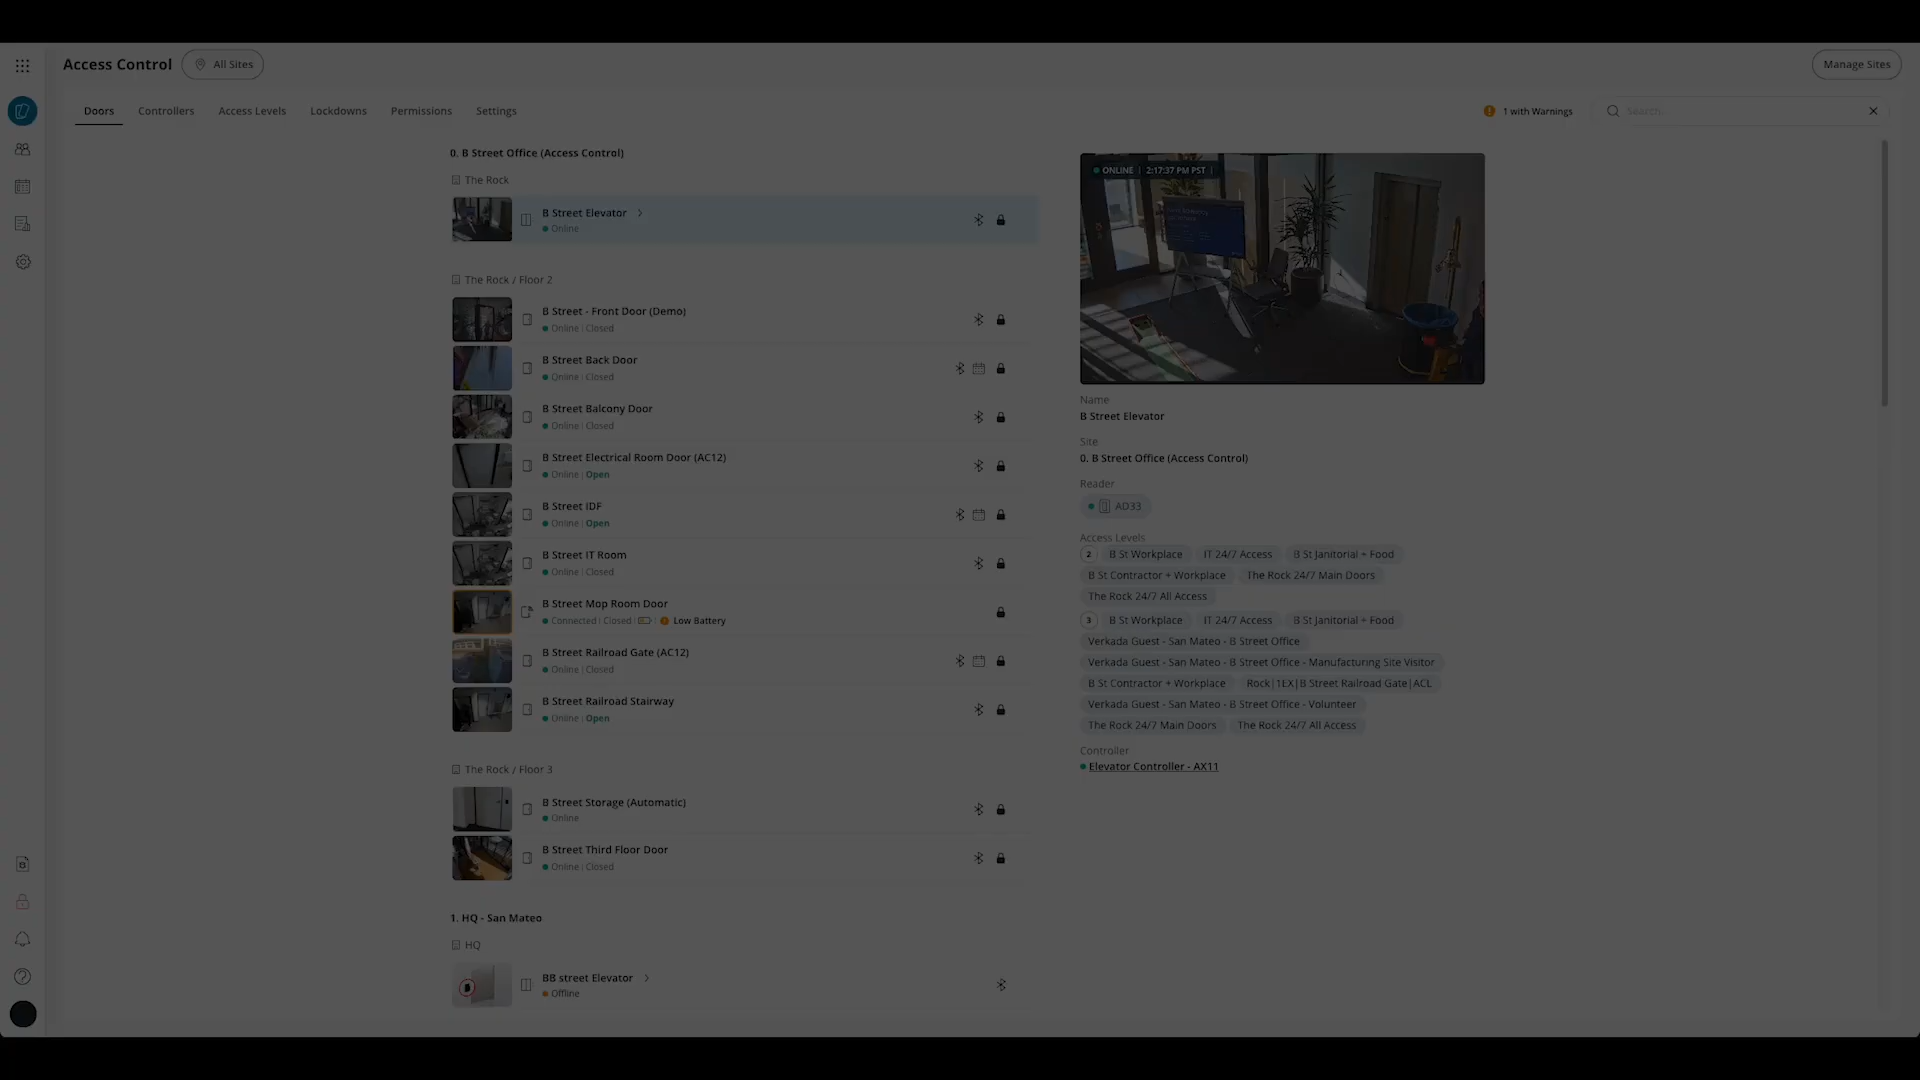 Access Control
All Sites
Manage Sites
Doors
Controllers
Access Levels
Lockdowns
Permissions
Settings
1 with Warnings
Search...
0. B Street Office (Access Control)
The Rock
B Street Elevator
Online
The Rock / Floor 2
B Street - Front Door (Demo)
Online | Closed
B Street Back Door
Online | Closed
B Street Balcony Door
Online | Closed
B Street Electrical Room Door (AC12)
Online | Open
B Street IDF
Online | Open
B Street IT Room
Online | Closed
B Street Mop Room Door
Connected | Closed | Low Battery
B Street Railroad Gate (AC12)
Online | Closed
B Street Railroad Stairway
Online | Open
The Rock / Floor 3
B Street Storage (Automatic)
Online
B Street Third Floor Door
Online | Closed
1. HQ - San Mateo
HQ
BB street Elevator
Offline
ONLINE | 2:17:37 PM PST |
Name
B Street Elevator
Site
0. B Street Office (Access Control)
Reader
AD33
Access Levels
2 B St Workplace IT 24/7 Access B St Janitorial + Food
B St Contractor + Workplace The Rock 24/7 Main Doors
The Rock 24/7 All Access
3 B St Workplace IT 24/7 Access B St Janitorial + Food
Verkada Guest - San Mateo - B Street Office
Verkada Guest - San Mateo - B Street Office - Manufacturing Site Visitor
B St Contractor + Workplace Rock|1EX|B Street Railroad Gate|ACL
Verkada Guest - San Mateo - B Street Office - Volunteer
The Rock 24/7 Main Doors The Rock 24/7 All Access
Controller
Elevator Controller - AX11